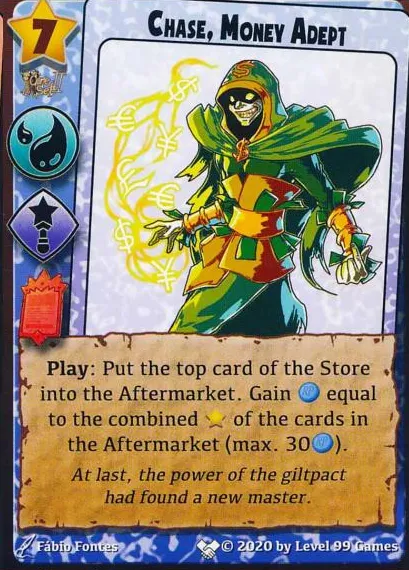 7
CHASE, MONEY ADEPT
$
€
¥
£
€
$
€
$
¥
$
Play: Put the top card of the Store
into the Aftermarket. Gain equal
to the combined of the cards in
the Aftermarket (max. 30).
At last, the power of the giltpact
had found a new master.
Fábio Fontes
© 2020 by Level 99 Games